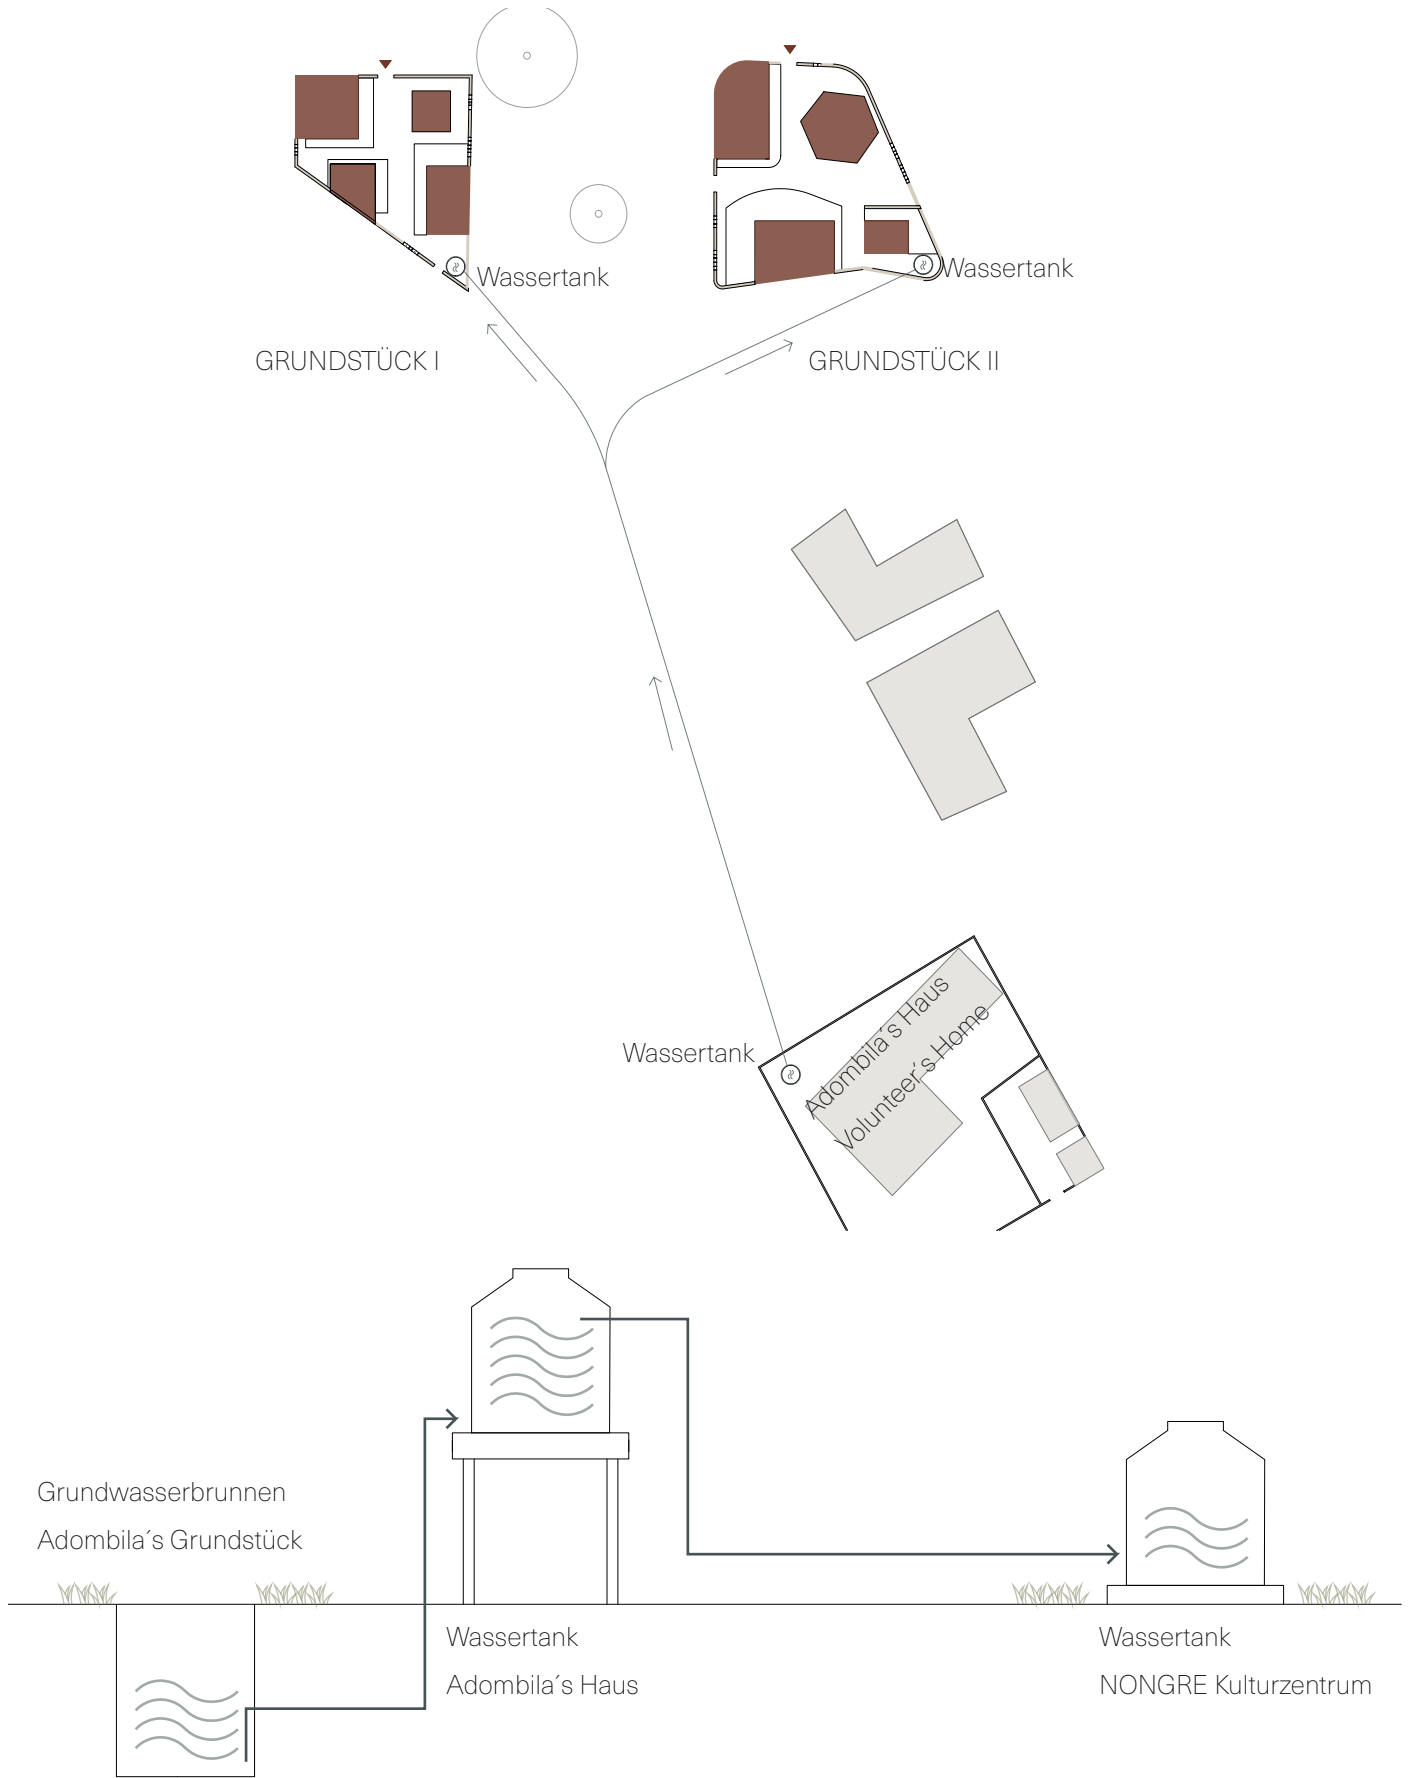 Wassertank
Wassertank
GRUNDSTÜCK I
GRUNDSTÜCK II
Wassertank
Adombila´s Haus
Volunteer´s Home
Grundwasserbrunnen
Adombila´s Grundstück
Wassertank
Adombila´s Haus
Wassertank
NONGRE Kulturzentrum